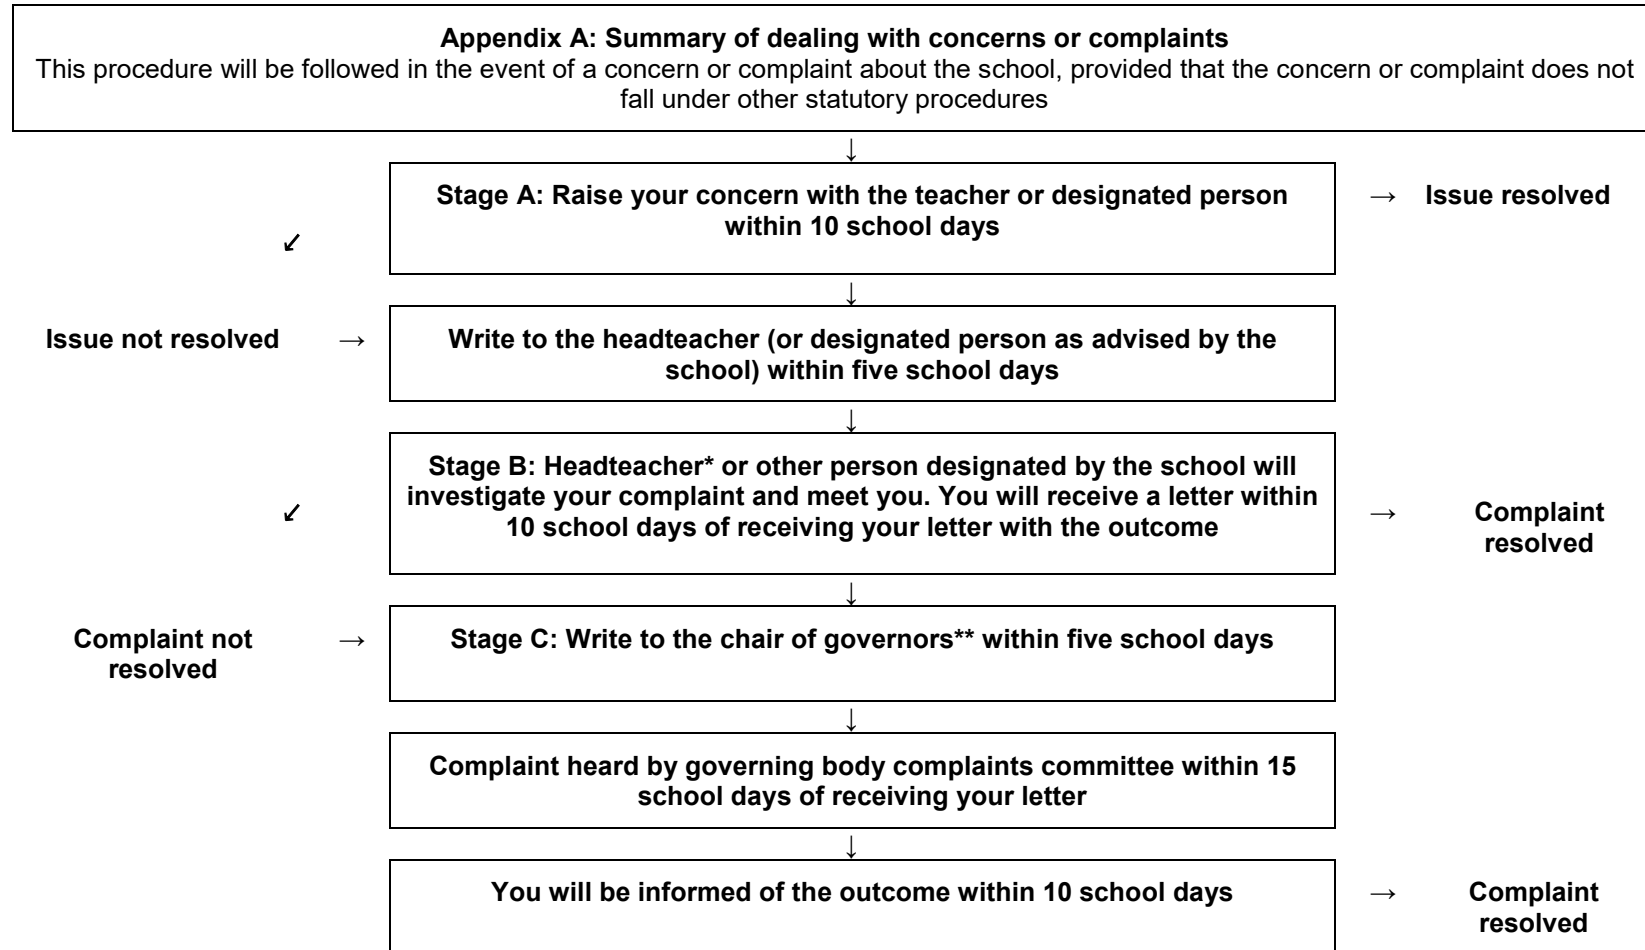 Appendix A: Summary of dealing with concerns or complaints
This procedure will be followed in the event of a concern or complaint about the school, provided that the concern or complaint does not
fall under other statutory procedures
↓
Stage A: Raise your concern with the teacher or designated person
within 10 school days
→ Issue resolved
↙
↓
Issue not resolved →
Write to the headteacher (or designated person as advised by the
school) within five school days
↓
Stage B: Headteacher* or other person designated by the school will
investigate your complaint and meet you. You will receive a letter within
10 school days of receiving your letter with the outcome
↙
→ Complaint
resolved
↓
Complaint not →
resolved
Stage C: Write to the chair of governors** within five school days
↓
Complaint heard by governing body complaints committee within 15
school days of receiving your letter
↓
You will be informed of the outcome within 10 school days
→ Complaint
resolved